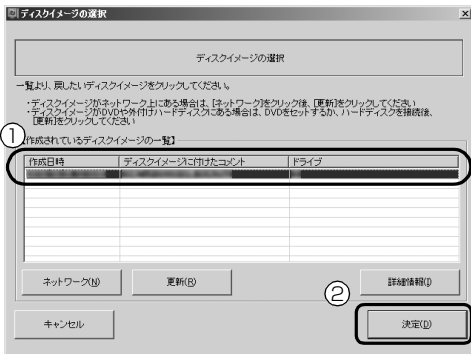 ディスクイメージの選択
ディスクイメージの選択
一覧より、戻したいディスクイメージをクリックしてください。
・ディスクイメージがネットワーク上にある場合は、[ネットワーク]をクリック後、[更新]をクリックしてください
・ディスクイメージがDVDや外付けハードディスクにある場合は、DVDをセットするか、ハードディスクを接続後、
[更新]をクリックしてください
①
【作成されているディスクイメージの一覧】
作成日時 ディスクイメージに付けたコメント ドライブ
ネットワーク(N) 更新(R) 詳細情報(I)
②
キャンセル 決定(D)